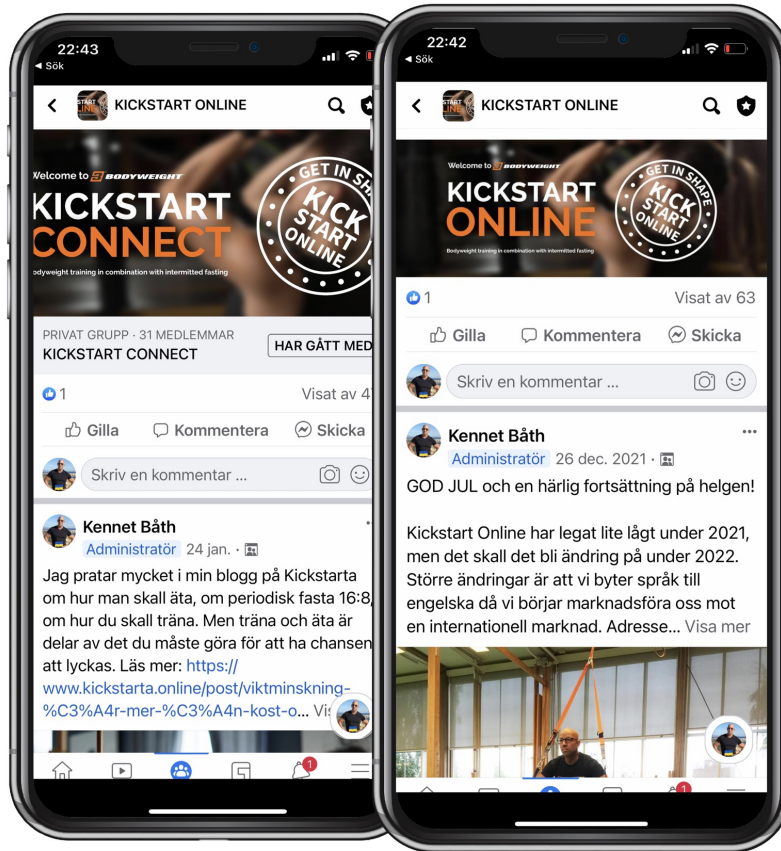 22:43
◄ Sök
KICKSTART ONLINE
Welcome to BODYWEIGHT
KICKSTART
CONNECT
odyweight training in combination with intermitted fasting
GET IN SHA
KICK
START
ONLINE
PRIVAT GRUPP · 31 MEDLEMMAR
KICKSTART CONNECT
HAR GÅTT MED
1
Visat av 4
Gilla
Kommentera
Skicka
Skriv en kommentar ...
Kennet Båth
Administratör 24 jan. ·
Jag pratar mycket i min blogg på Kickstarta
om hur man skall äta, om periodisk fasta 16:8,
om hur du skall träna. Men träna och äta är
delar av det du måste göra för att ha chansen
att lyckas. Läs mer: https://
www.kickstarta.online/post/viktminskning-
%C3%A4r-mer-%C3%A4n-kost-o... Vis
1
22:42
◄ Sök
KICKSTART ONLINE
Welcome to BODYWEIGHT
KICKSTART
ONLINE
Bodyweight training in combination with intermitted fasting
GET IN SHAPE
KICK
START
ONLINE
1
Visat av 63
Gilla
Kommentera
Skicka
Skriv en kommentar ...
Kennet Båth
Administratör 26 dec. 2021 ·
GOD JUL och en härlig fortsättning på helgen!
Kickstart Online har legat lite lågt under 2021,
men det skall det bli ändring på under 2022.
Större ändringar är att vi byter språk till
engelska då vi börjar marknadsföra oss mot
en internationell marknad. Adresse... Visa mer
1